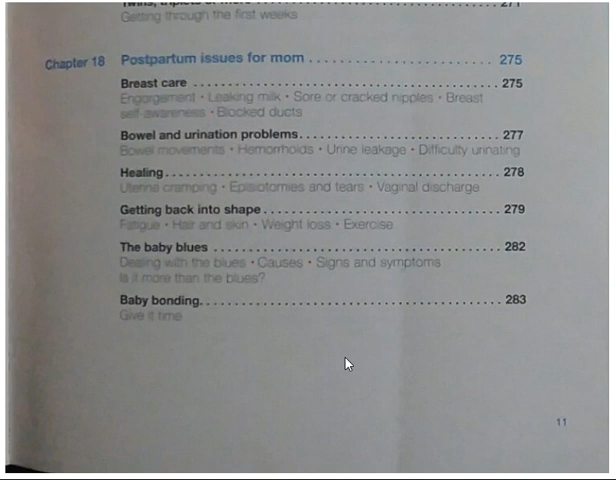 271
Getting through the first weeks
Chapter 18 Postpartum issues for mom . . . . . . . . . . . . . . . . . . . . . . . 275
Breast care . . . . . . . . . . . . . . . . . . . . . . . . . . . . . . . . . . . . . . . . . . . . 275
Engorgement • Leaking milk • Sore or cracked nipples • Breast
self-awareness • Blocked ducts
Bowel and urination problems. . . . . . . . . . . . . . . . . . . . . . . . . . . . . 277
Bowel movements • Hemorrhoids • Urine leakage • Difficulty urinating
Healing. . . . . . . . . . . . . . . . . . . . . . . . . . . . . . . . . . . . . . . . . . . . . . . . 278
Uterine cramping • Episiotomies and tears • Vaginal discharge
Getting back into shape. . . . . . . . . . . . . . . . . . . . . . . . . . . . . . . . . . 279
Fatigue • Hair and skin • Weight loss • Exercise
The baby blues . . . . . . . . . . . . . . . . . . . . . . . . . . . . . . . . . . . . . . . . 282
Dealing with the blues • Causes • Signs and symptoms
Is it more than the blues?
Baby bonding. . . . . . . . . . . . . . . . . . . . . . . . . . . . . . . . . . . . . . . . . . 283
Give it time
11